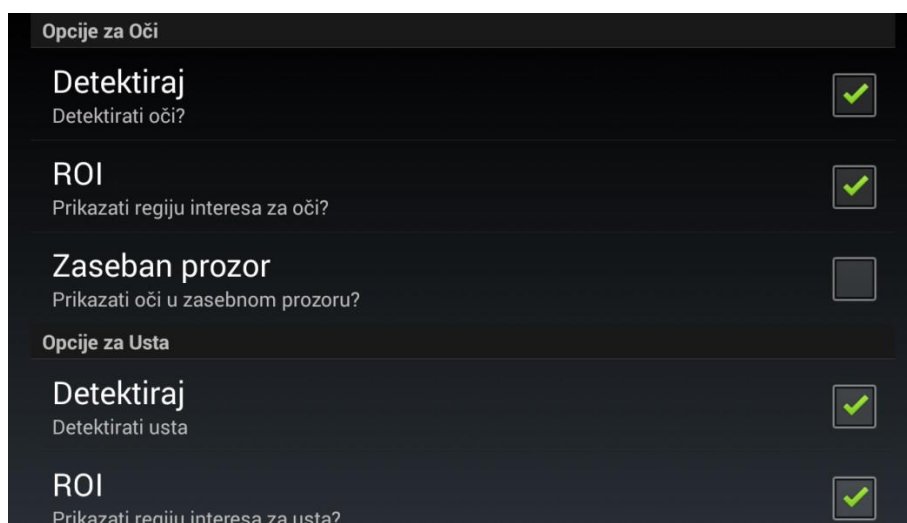 Opcije za Oči
Detektiraj
Detektirati oči?
ROI
Prikazati regiju interesa za oči?
Zaseban prozor
Prikazati oči u zasebnom prozoru?
Opcije za Usta
Detektiraj
Detektirati usta
ROI
Prikazati regiju interesa za usta?